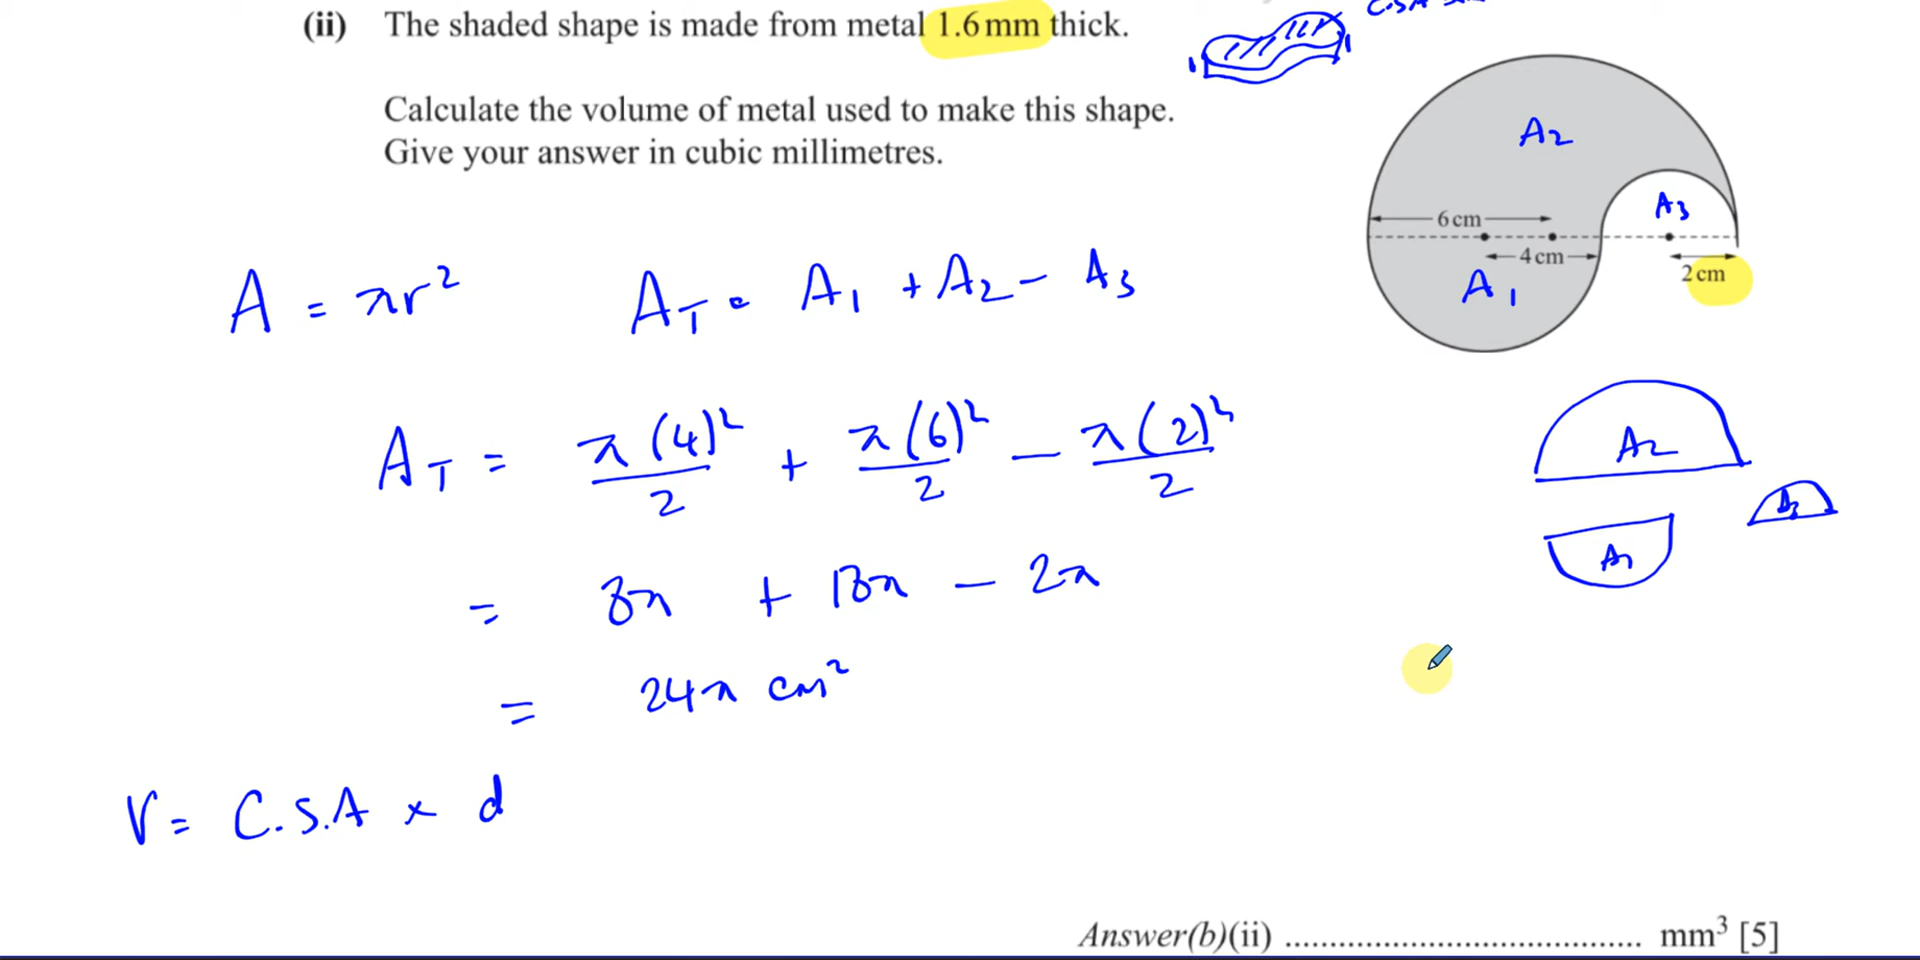 (ii) The shaded shape is made from metal 1.6 mm thick.
Calculate the volume of metal used to make this shape.
Give your answer in cubic millimetres.
A2
A3
6 cm
4 cm
2 cm
A1
A = πr²
A_T = A1 + A2 − A3
A_T = π(4)²/2 + π(6)²/2 − π(2)²/2
A2
A3
A1
= 8π + 18π − 2π
= 24π cm²
V = C.S.A × d
Answer(b)(ii) ........................................ mm³ [5]